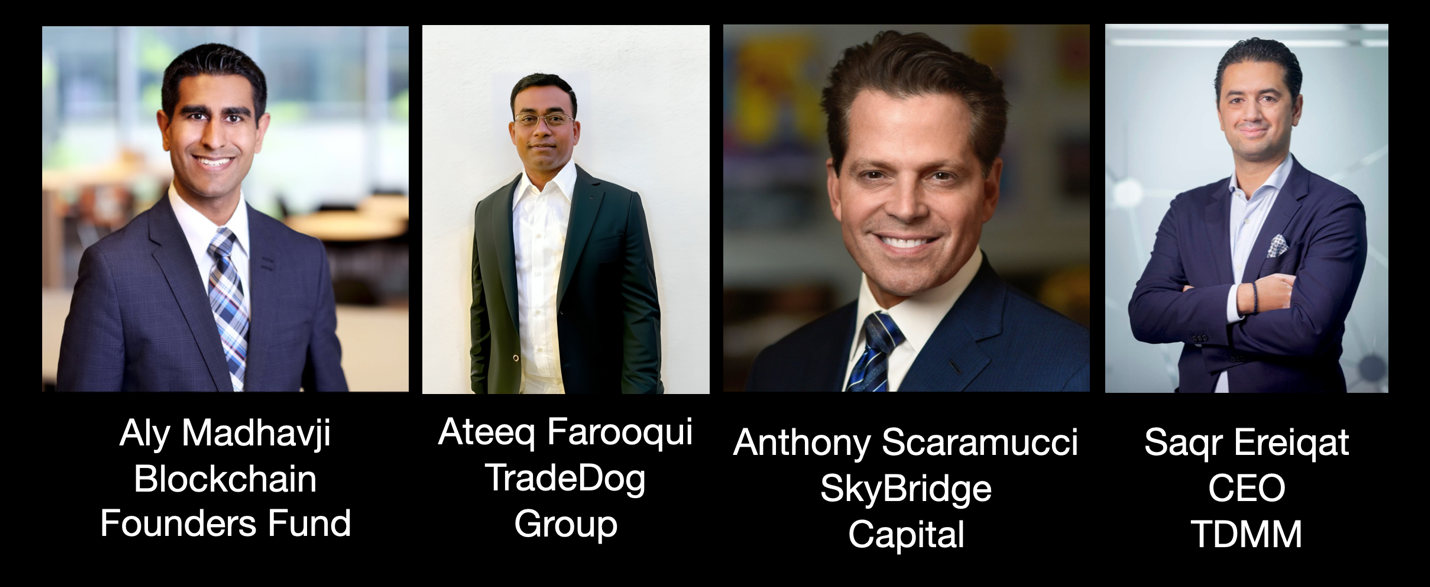 Aly Madhavji
Blockchain
Founders Fund
Ateeq Farooqui
TradeDog
Group
Anthony Scaramucci
SkyBridge
Capital
Saqr Ereiqat
CEO
TDMM